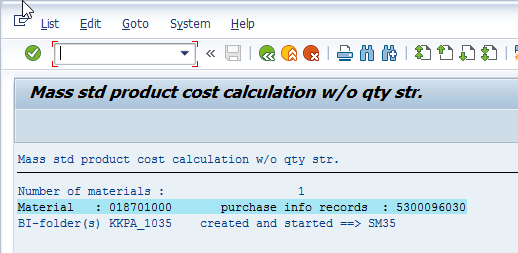 List Edit Goto System Help
«
Mass std product cost calculation w/o qty str.
Mass std product cost calculation w/o qty str.
Number of materials : 1
Material : 018701000 purchase info records : 5300096030
BI-folder(s) KKPA_1035 created and started ==> SM35